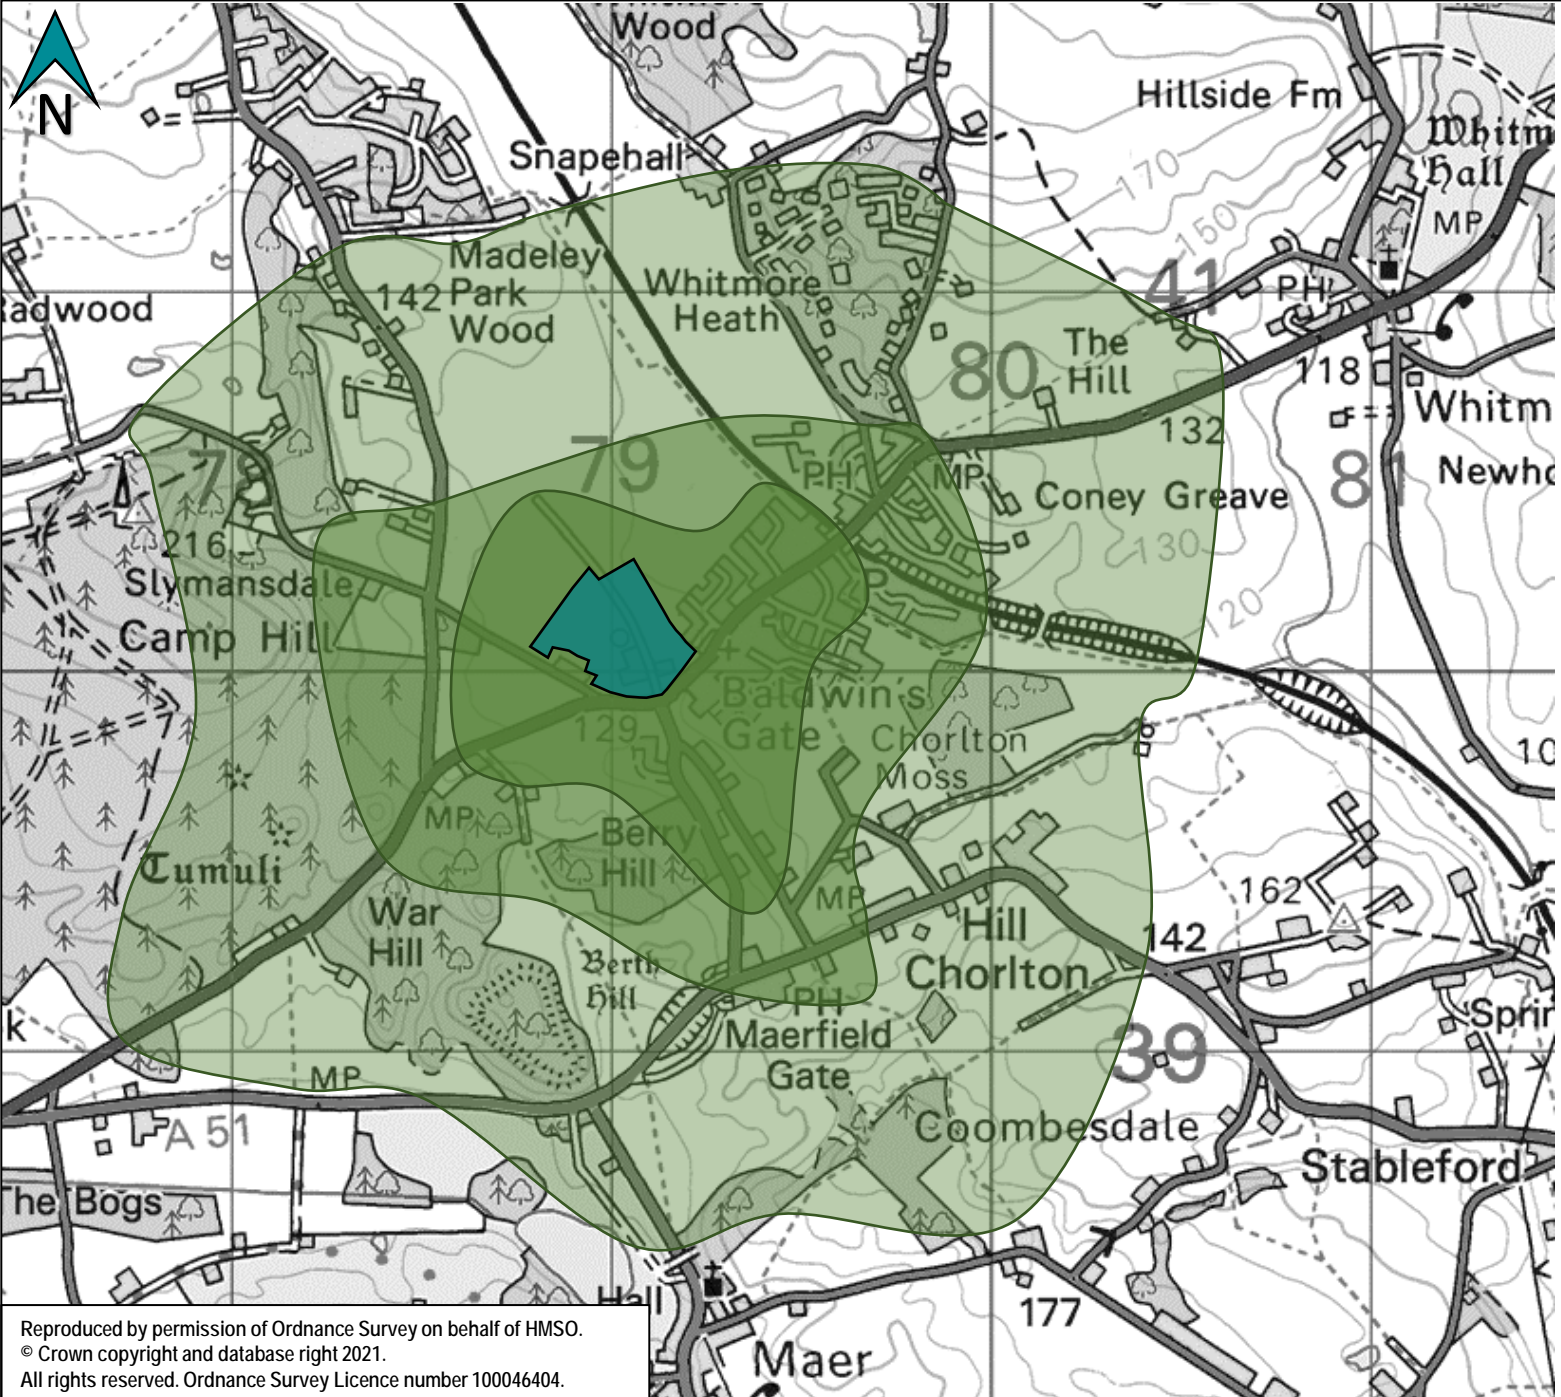 N
Wood
Snapehall
Hillside Fm
Whitm
Hall
MP
170
150
Madeley
Park
Wood
142
Whitmore
Heath
41
PH
Radwood
80
The
Hill
118
Whitm
132
79
PH
MP
Coney Greave
81
Newho
216
Slymansdale
Camp Hill
130
P
120
Baldwin's
Gate
129
Chorlton
Moss
10
MP
Berry
Hill
Tumuli
War
Hill
MP
Hill
Chorlton
162
142
Berth
Hill
PH
Maerfield
Gate
k
Sprin
39
MP
A 51
Coombesdale
Stableford
The Bogs
Hall
177
Maer
Reproduced by permission of Ordnance Survey on behalf of HMSO.
© Crown copyright and database right 2021.
All rights reserved. Ordnance Survey Licence number 100046404.